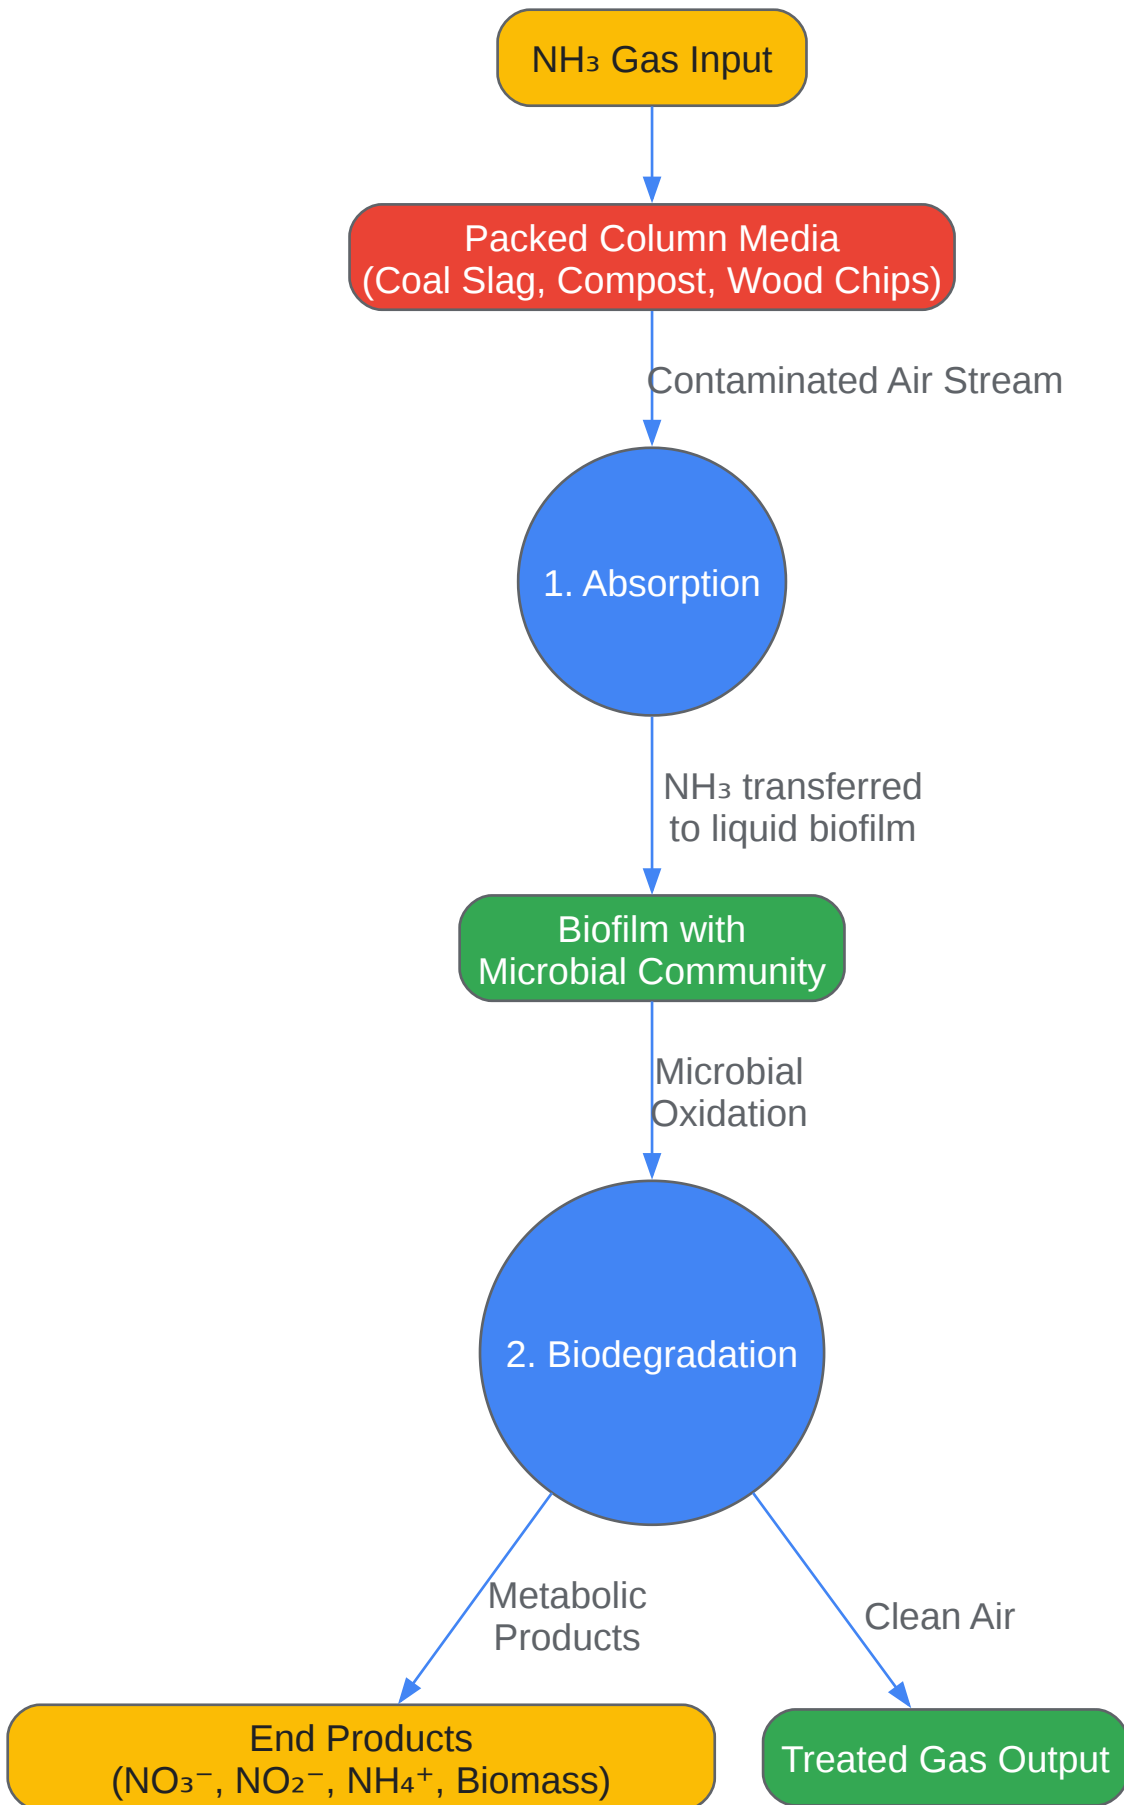 NH₃ Gas Input
Packed Column Media
(Coal Slag, Compost, Wood Chips)
Contaminated Air Stream
1. Absorption
NH₃ transferred
to liquid biofilm
Biofilm with
Microbial Community
Microbial
Oxidation
2. Biodegradation
Metabolic
Products
Clean Air
End Products
(NO₃⁻, NO₂⁻, NH₄⁺, Biomass)
Treated Gas Output